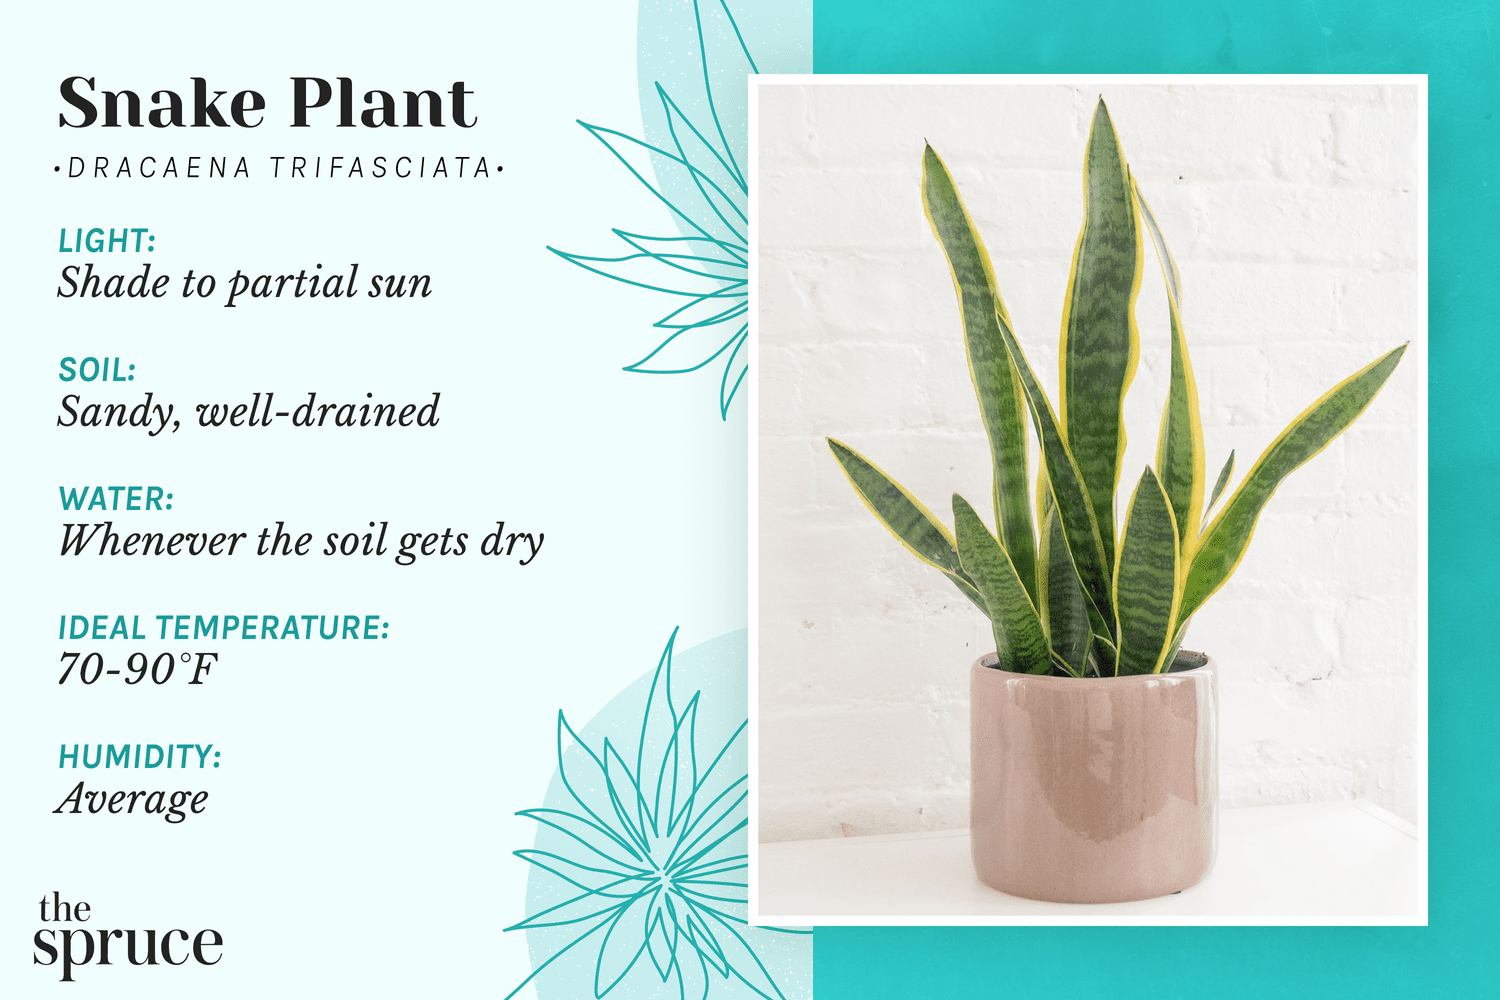 Snake Plant
•DRACAENA TRIFASCIATA•
LIGHT:
Shade to partial sun
SOIL:
Sandy, well-drained
WATER:
Whenever the soil gets dry
IDEAL TEMPERATURE:
70-90°F
HUMIDITY:
Average
the
spruce